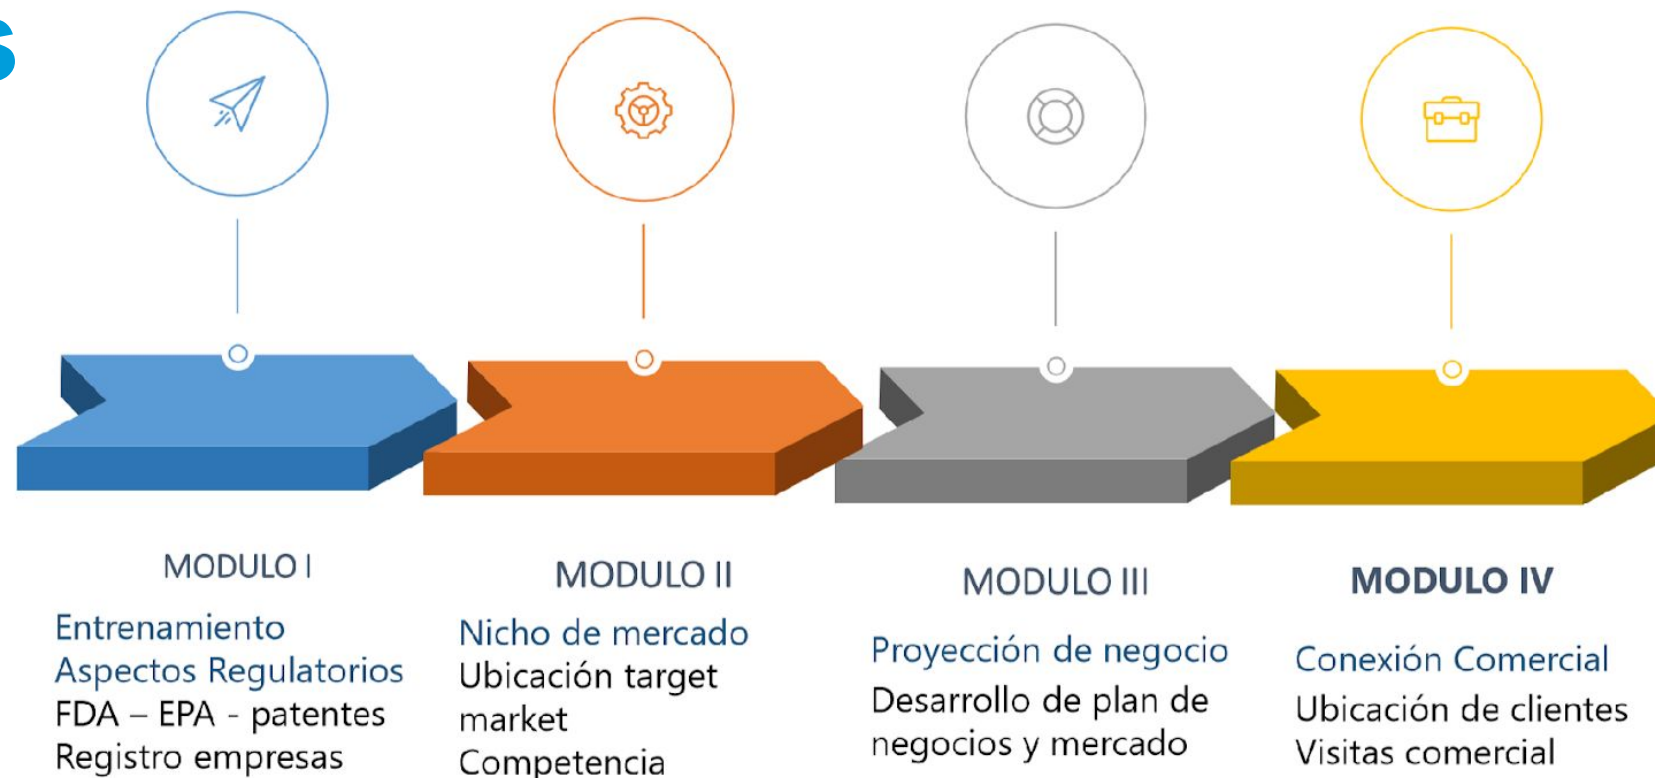 s
MODULO I
Entrenamiento
Aspectos Regulatorios
FDA – EPA - patentes
Registro empresas
MODULO II
Nicho de mercado
Ubicación target
market
Competencia
MODULO III
Proyección de negocio
Desarrollo de plan de
negocios y mercado
MODULO IV
Conexión Comercial
Ubicación de clientes
Visitas comercial